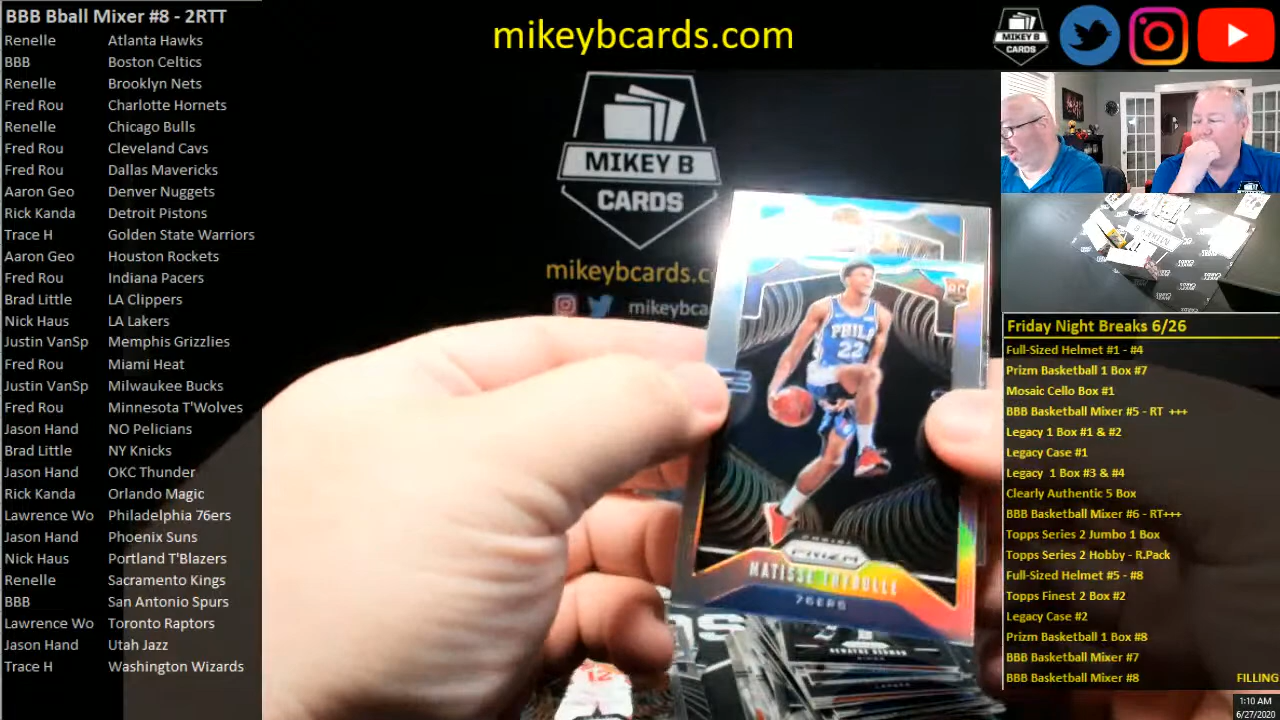 BBB Bball Mixer #8 - 2RTT
Renelle Atlanta Hawks
BBB Boston Celtics
Renelle Brooklyn Nets
Fred Rou Charlotte Hornets
Renelle Chicago Bulls
Fred Rou Cleveland Cavs
Fred Rou Dallas Mavericks
Aaron Geo Denver Nuggets
Rick Kanda Detroit Pistons
Trace H Golden State Warriors
Aaron Geo Houston Rockets
Fred Rou Indiana Pacers
Brad Little LA Clippers
Nick Haus LA Lakers
Justin VanSp Memphis Grizzlies
Fred Rou Miami Heat
Justin VanSp Milwaukee Bucks
Fred Rou Minnesota T'Wolves
Jason Hand NO Pelicians
Brad Little NY Knicks
Jason Hand OKC Thunder
Rick Kanda Orlando Magic
Lawrence Wo Philadelphia 76ers
Jason Hand Phoenix Suns
Nick Haus Portland T'Blazers
Renelle Sacramento Kings
BBB San Antonio Spurs
Lawrence Wo Toronto Raptors
Jason Hand Utah Jazz
Trace H Washington Wizards
mikeybcards.com
MIKEY B
CARDS
MIKEY B
CARDS
mikeybcards.c
mikeybca
RC
PHILA
22
PRIZM
MATISSE THYBULLE
76ERS
12
Friday Night Breaks 6/26
Full-Sized Helmet #1 - #4
Prizm Basketball 1 Box #7
Mosaic Cello Box #1
BBB Basketball Mixer #5 - RT +++
Legacy 1 Box #1 & #2
Legacy Case #1
Legacy 1 Box #3 & #4
Clearly Authentic 5 Box
BBB Basketball Mixer #6 - RT+++
Topps Series 2 Jumbo 1 Box
Topps Series 2 Hobby - R.Pack
Full-Sized Helmet #5 - #8
Topps Finest 2 Box #2
Legacy Case #2
Prizm Basketball 1 Box #8
BBB Basketball Mixer #7
BBB Basketball Mixer #8 FILLING
1:10 AM
6/27/2020